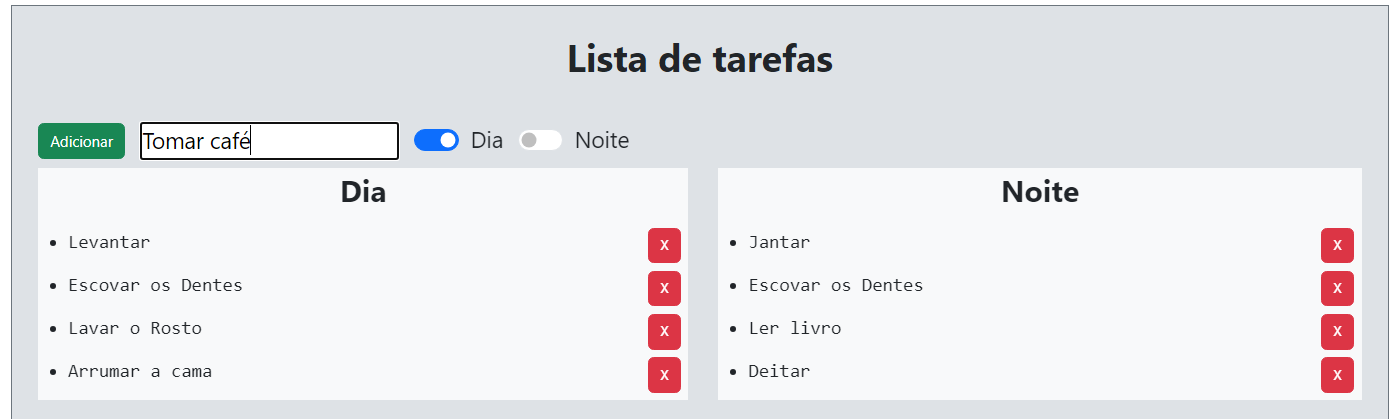 Lista de tarefas
Adicionar Tomar café Dia Noite
Dia
• Levantar X
• Escovar os Dentes X
• Lavar o Rosto X
• Arrumar a cama X
Noite
• Jantar X
• Escovar os Dentes X
• Ler livro X
• Deitar X